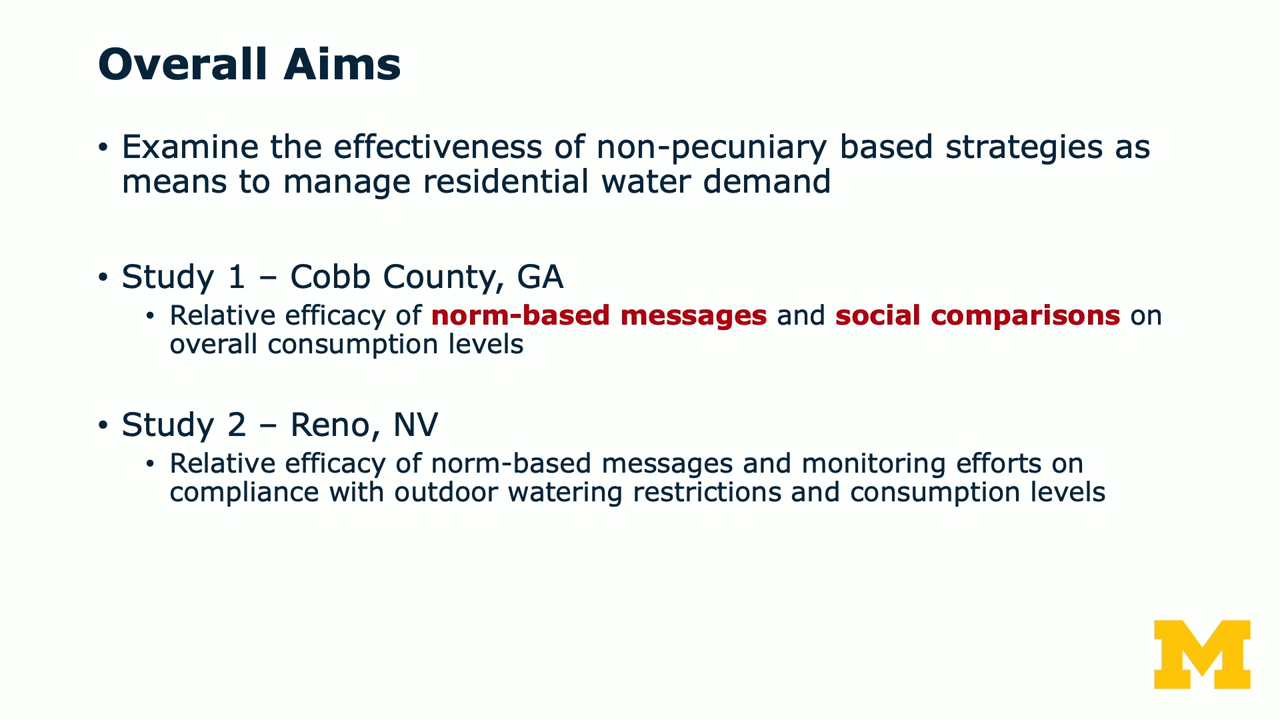 Overall Aims
• Examine the effectiveness of non-pecuniary based strategies as
means to manage residential water demand
• Study 1 – Cobb County, GA
• Relative efficacy of norm-based messages and social comparisons on
overall consumption levels
• Study 2 – Reno, NV
• Relative efficacy of norm-based messages and monitoring efforts on
compliance with outdoor watering restrictions and consumption levels
M